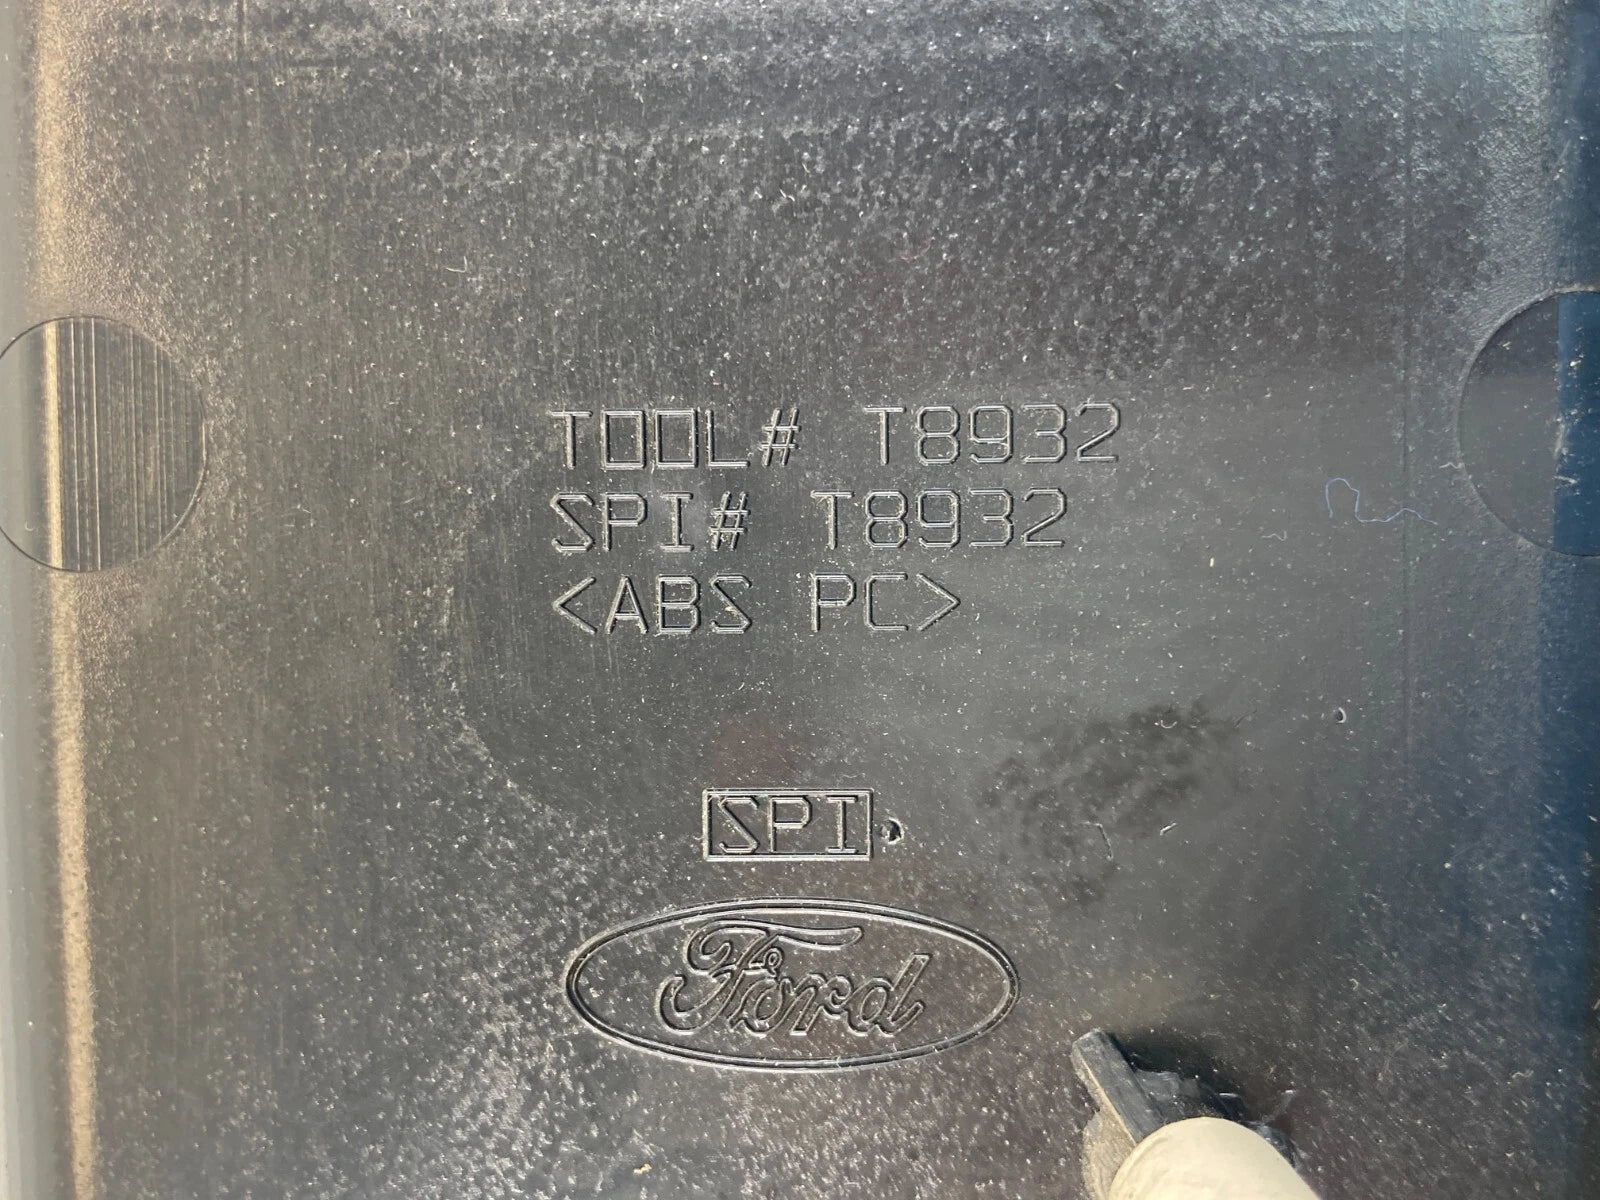 TOOL# T8932
SPI# T8932
<ABS PC>
SPI
Ford